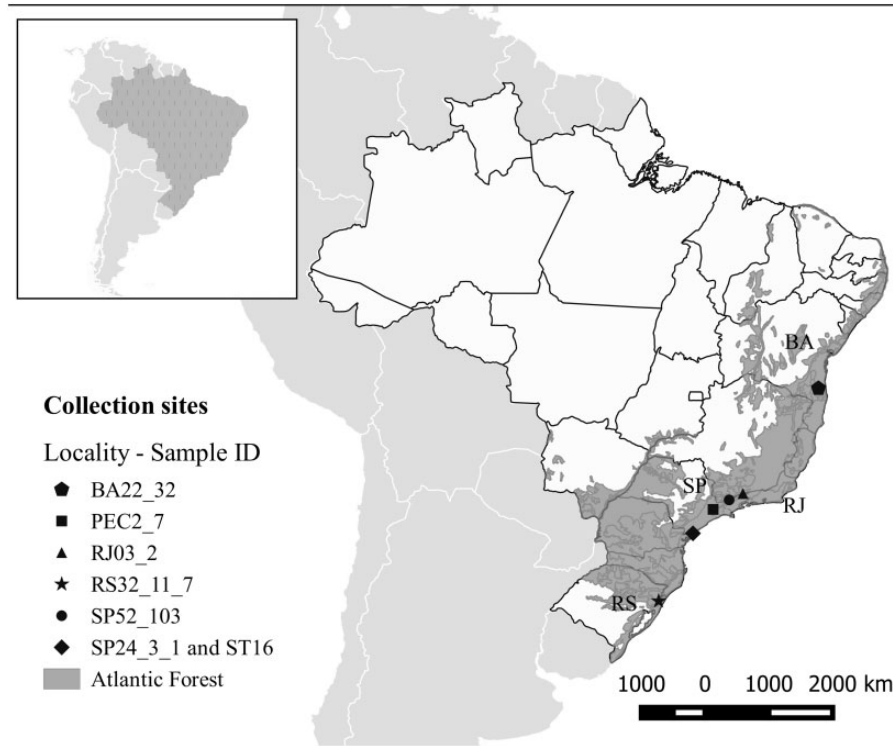 BA
SP
RJ
RS
Collection sites
Locality - Sample ID
BA22_32
PEC2_7
RJ03_2
RS32_11_7
SP52_103
SP24_3_1 and ST16
Atlantic Forest
1000 0 1000 2000 km